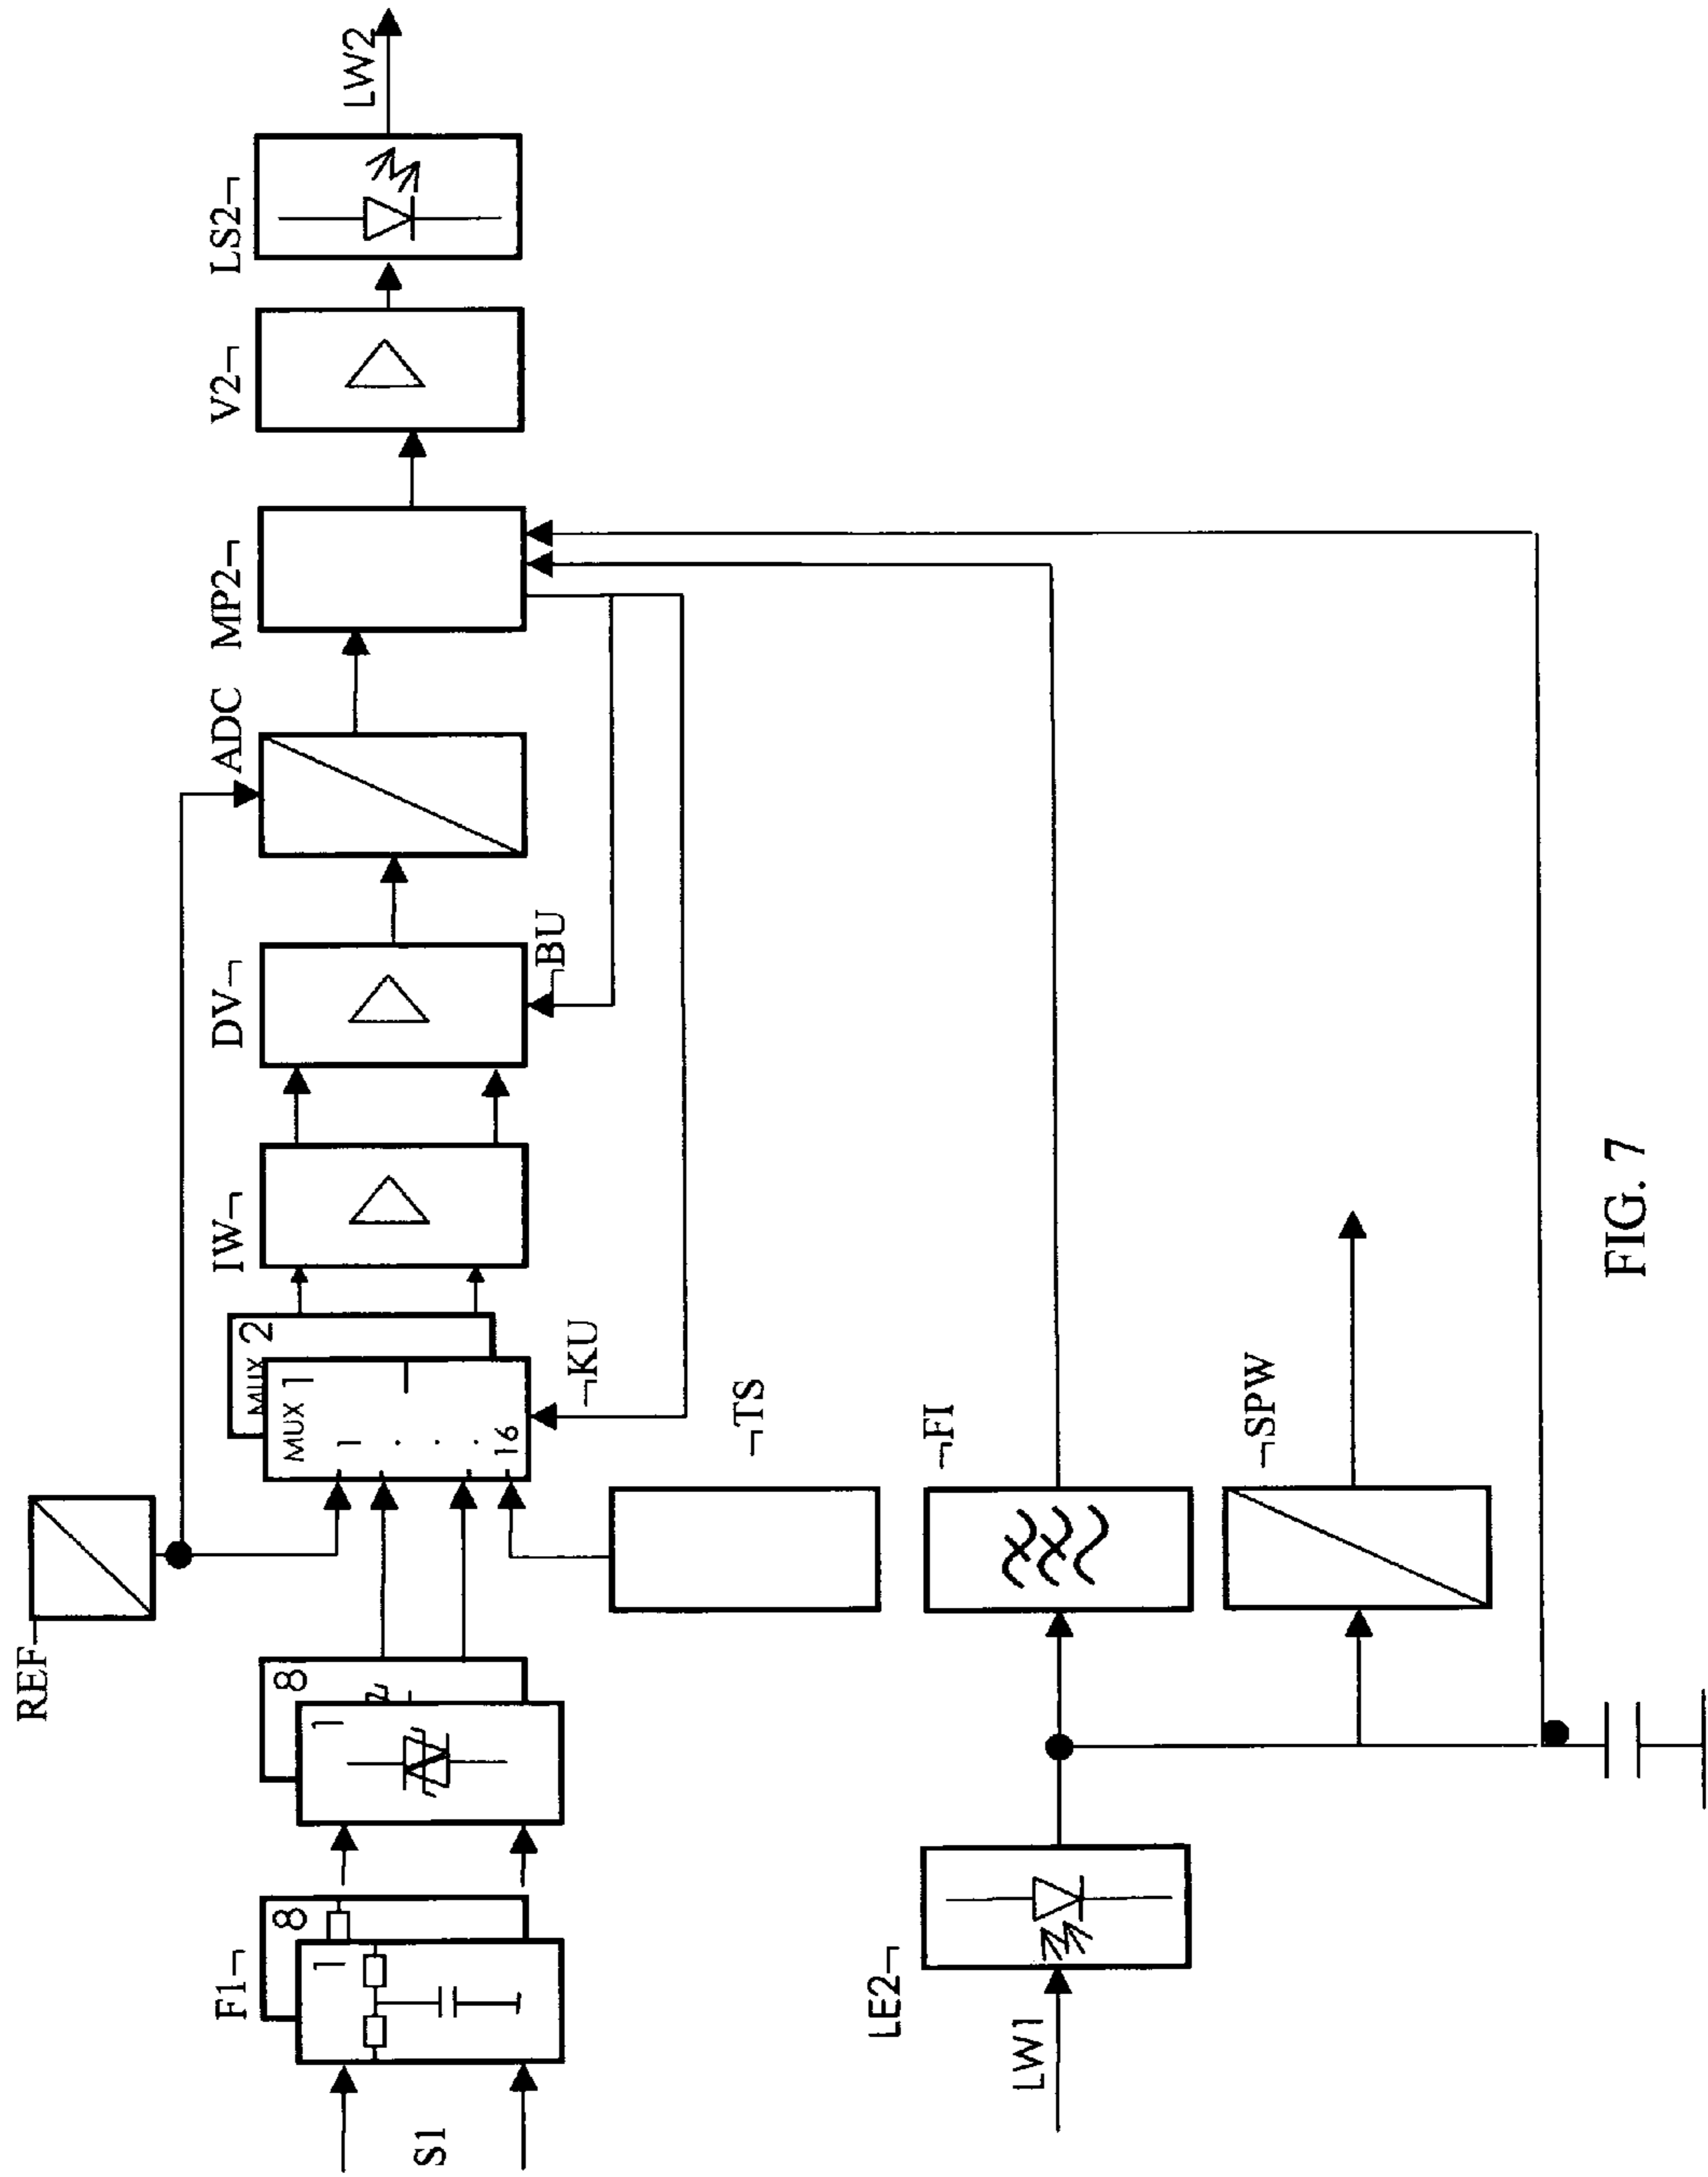 REF
F1
8
1
S1
8
1
MUX 2
MUX 1
1
16
KU
TS
IW
DV
BU
ADC
MP2
V2
LS2
LW2
LE2
LW1
FI
SPW
FIG. 7